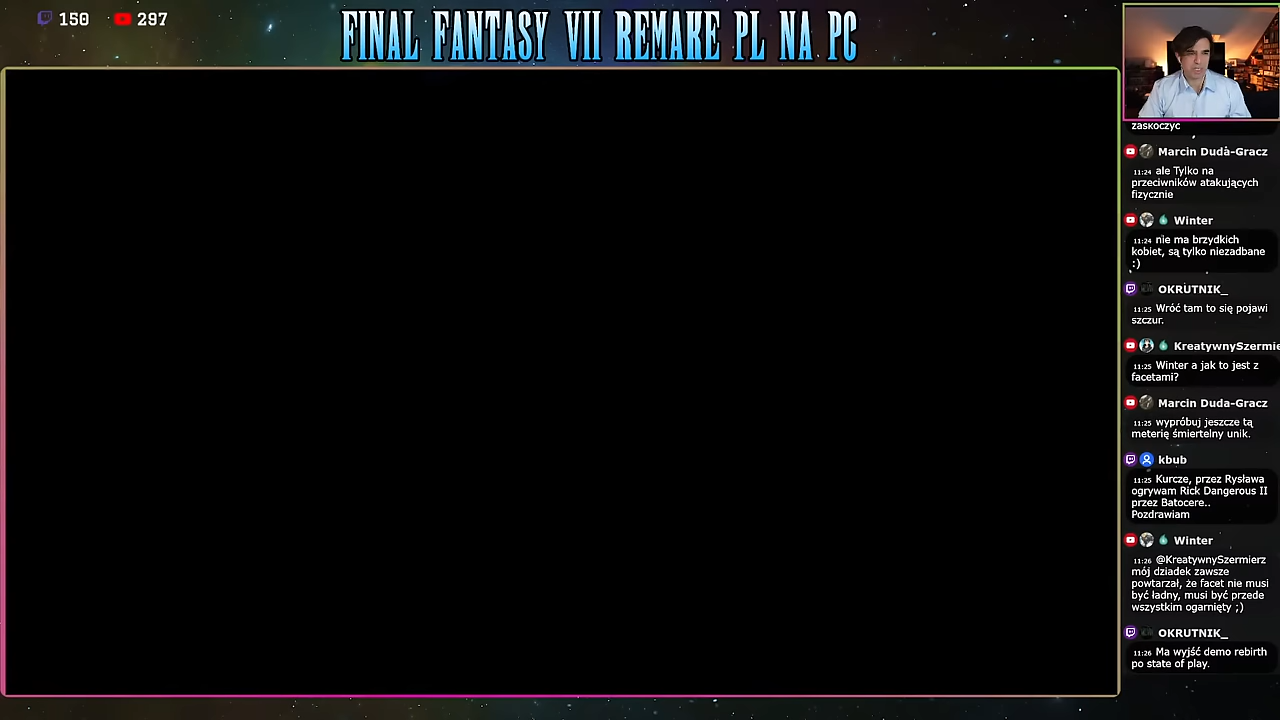 150 297
FINAL FANTASY VII REMAKE PL NA PC
zaskoczyć
Marcin Duda-Gracz
11:24 ale Tylko na
przeciwników atakujących
fizycznie
Winter
11:24 nie ma brzydkich
kobiet, są tylko niezadbane
:)
OKRUTNIK_
11:25 Wróć tam to się pojawi
szczur.
KreatywnySzermie
11:25 Winter a jak to jest z
facetami?
Marcin Duda-Gracz
11:25 wypróbuj jeszcze tą
meterię śmiertelny unik.
kbub
11:25 Kurcze, przez Rysława
ogrywam Rick Dangerous II
przez Batocere..
Pozdrawiam
Winter
11:26 @KreatywnySzermierz
mój dziadek zawsze
powtarzał, że facet nie musi
być ładny, musi być przede
wszystkim ogarnięty ;)
OKRUTNIK_
11:26 Ma wyjść demo rebirth
po state of play.